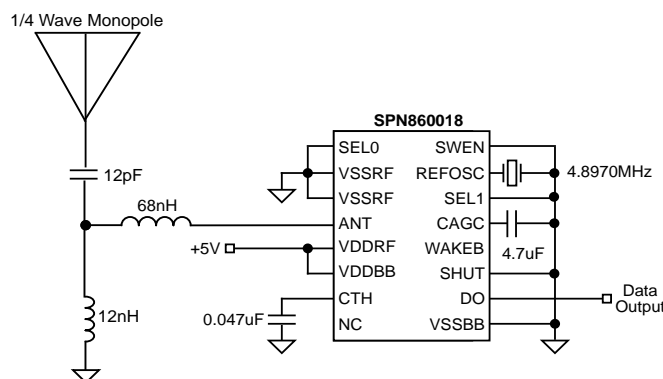 1/4 Wave Monopole
SPN860018
SEL0
SWEN
12pF
VSSRF
REFOSC
4.8970MHz
VSSRF
SEL1
68nH
ANT
CAGC
+5V
VDDRF
WAKEB
4.7uF
VDDBB
SHUT
12nH
CTH
DO
Data
Output
0.047uF
NC
VSSBB